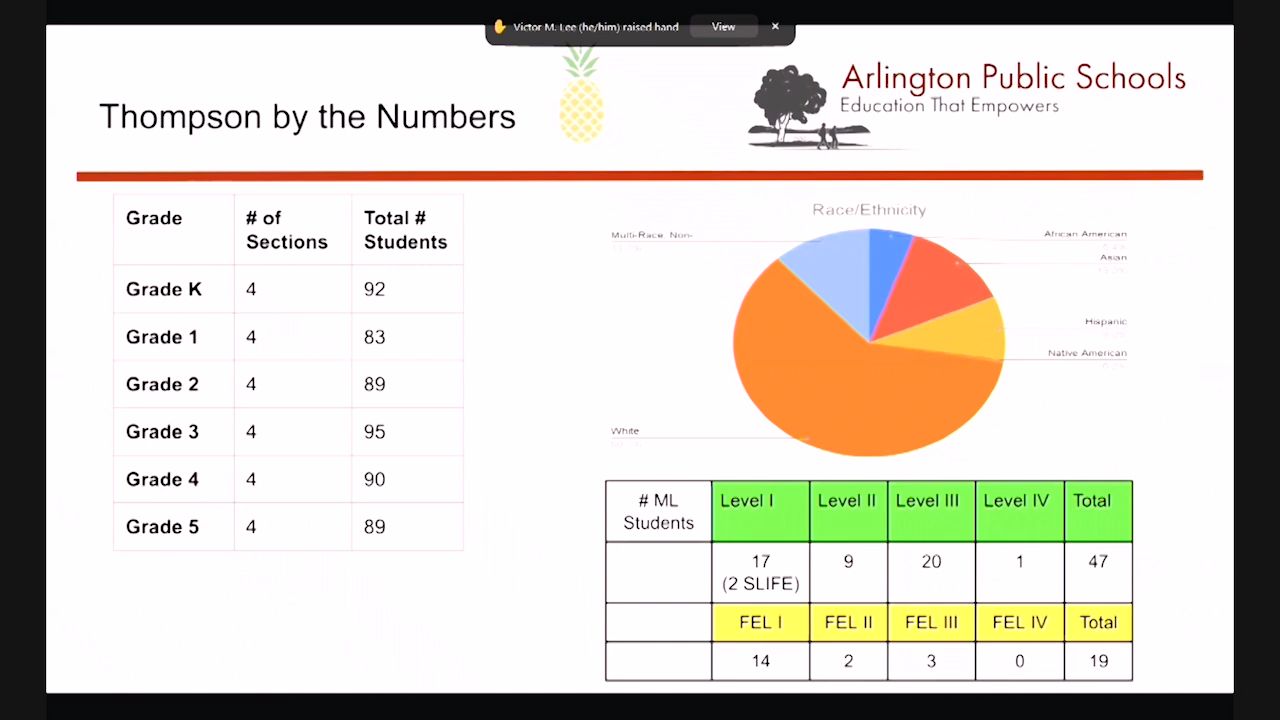 Victor M. Lee (he/him) raised hand View ×
Arlington Public Schools
Education That Empowers
Thompson by the Numbers
Grade # of Sections Total # Students
Grade K 4 92
Grade 1 4 83
Grade 2 4 89
Grade 3 4 95
Grade 4 4 90
Grade 5 4 89
Race/Ethnicity
Multi-Race Non-
African American
Asian
Hispanic
Native American
White
# ML Students Level I Level II Level III Level IV Total
17 (2 SLIFE) 9 20 1 47
FEL I FEL II FEL III FEL IV Total
14 2 3 0 19